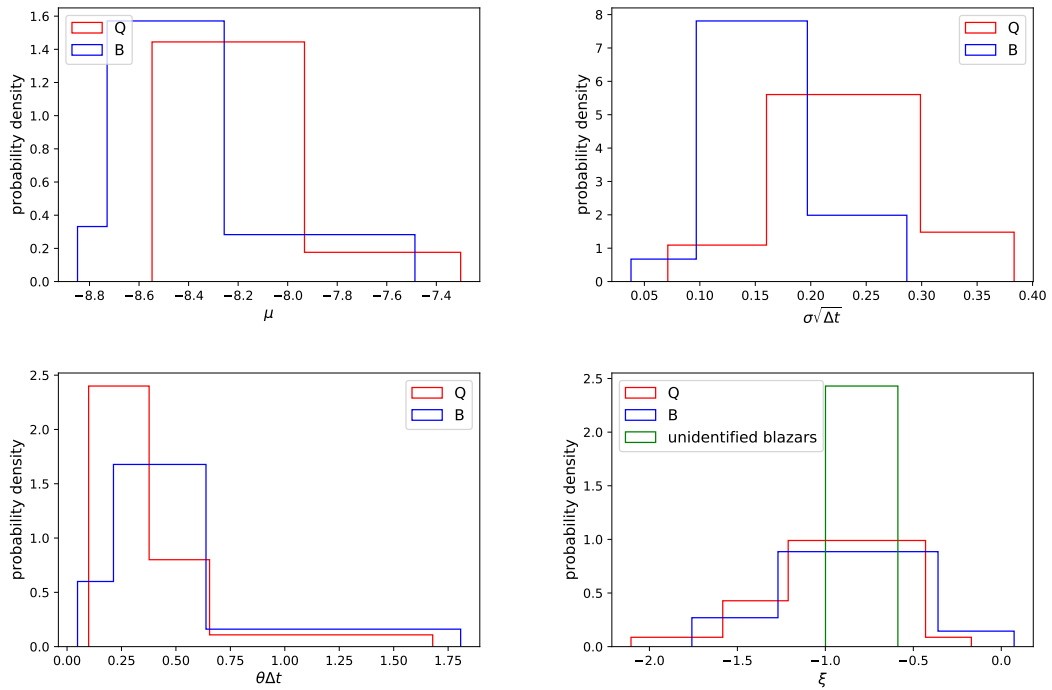 1.6
1.4
1.2
1.0
0.8
0.6
0.4
0.2
0.0
probability density
Q
B
−8.8 −8.6 −8.4 −8.2 −8.0 −7.8 −7.6 −7.4
μ
8
7
6
5
4
3
2
1
0
probability density
Q
B
0.05 0.10 0.15 0.20 0.25 0.30 0.35 0.40
σ√Δt
2.5
2.0
1.5
1.0
0.5
0.0
probability density
Q
B
0.00 0.25 0.50 0.75 1.00 1.25 1.50 1.75
θΔt
2.5
2.0
1.5
1.0
0.5
0.0
probability density
Q
B
unidentified blazars
−2.0 −1.5 −1.0 −0.5 0.0
ξ